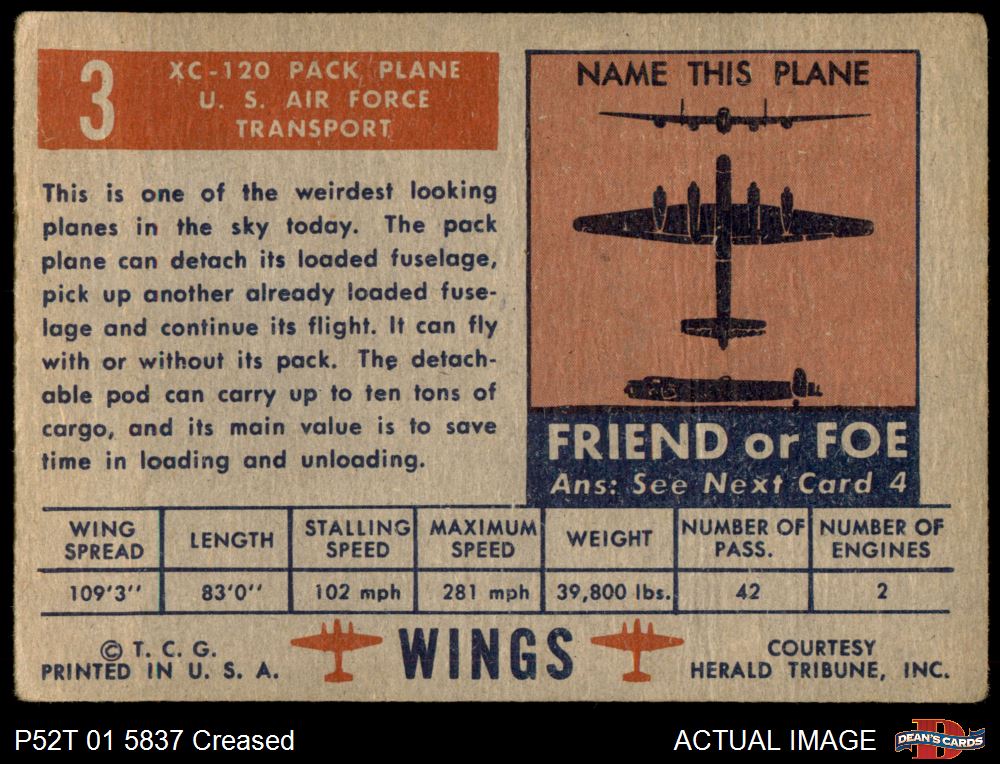 3
XC-120 PACK PLANE
U. S. AIR FORCE
TRANSPORT
This is one of the weirdest looking
planes in the sky today. The pack
plane can detach its loaded fuselage,
pick up another already loaded fuse-
lage and continue its flight. It can fly
with or without its pack. The detach-
able pod can carry up to ten tons of
cargo, and its main value is to save
time in loading and unloading.
NAME THIS PLANE
FRIEND or FOE
Ans: See Next Card 4
WING SPREAD
LENGTH
STALLING SPEED
MAXIMUM SPEED
WEIGHT
NUMBER OF PASS.
NUMBER OF ENGINES
109'3'' 83'0'' 102 mph 281 mph 39,800 lbs. 42 2
© T. C. G.
PRINTED IN U. S. A.
WINGS
COURTESY
HERALD TRIBUNE, INC.
P52T 01 5837 Creased
ACTUAL IMAGE
D
DEAN'S CARDS